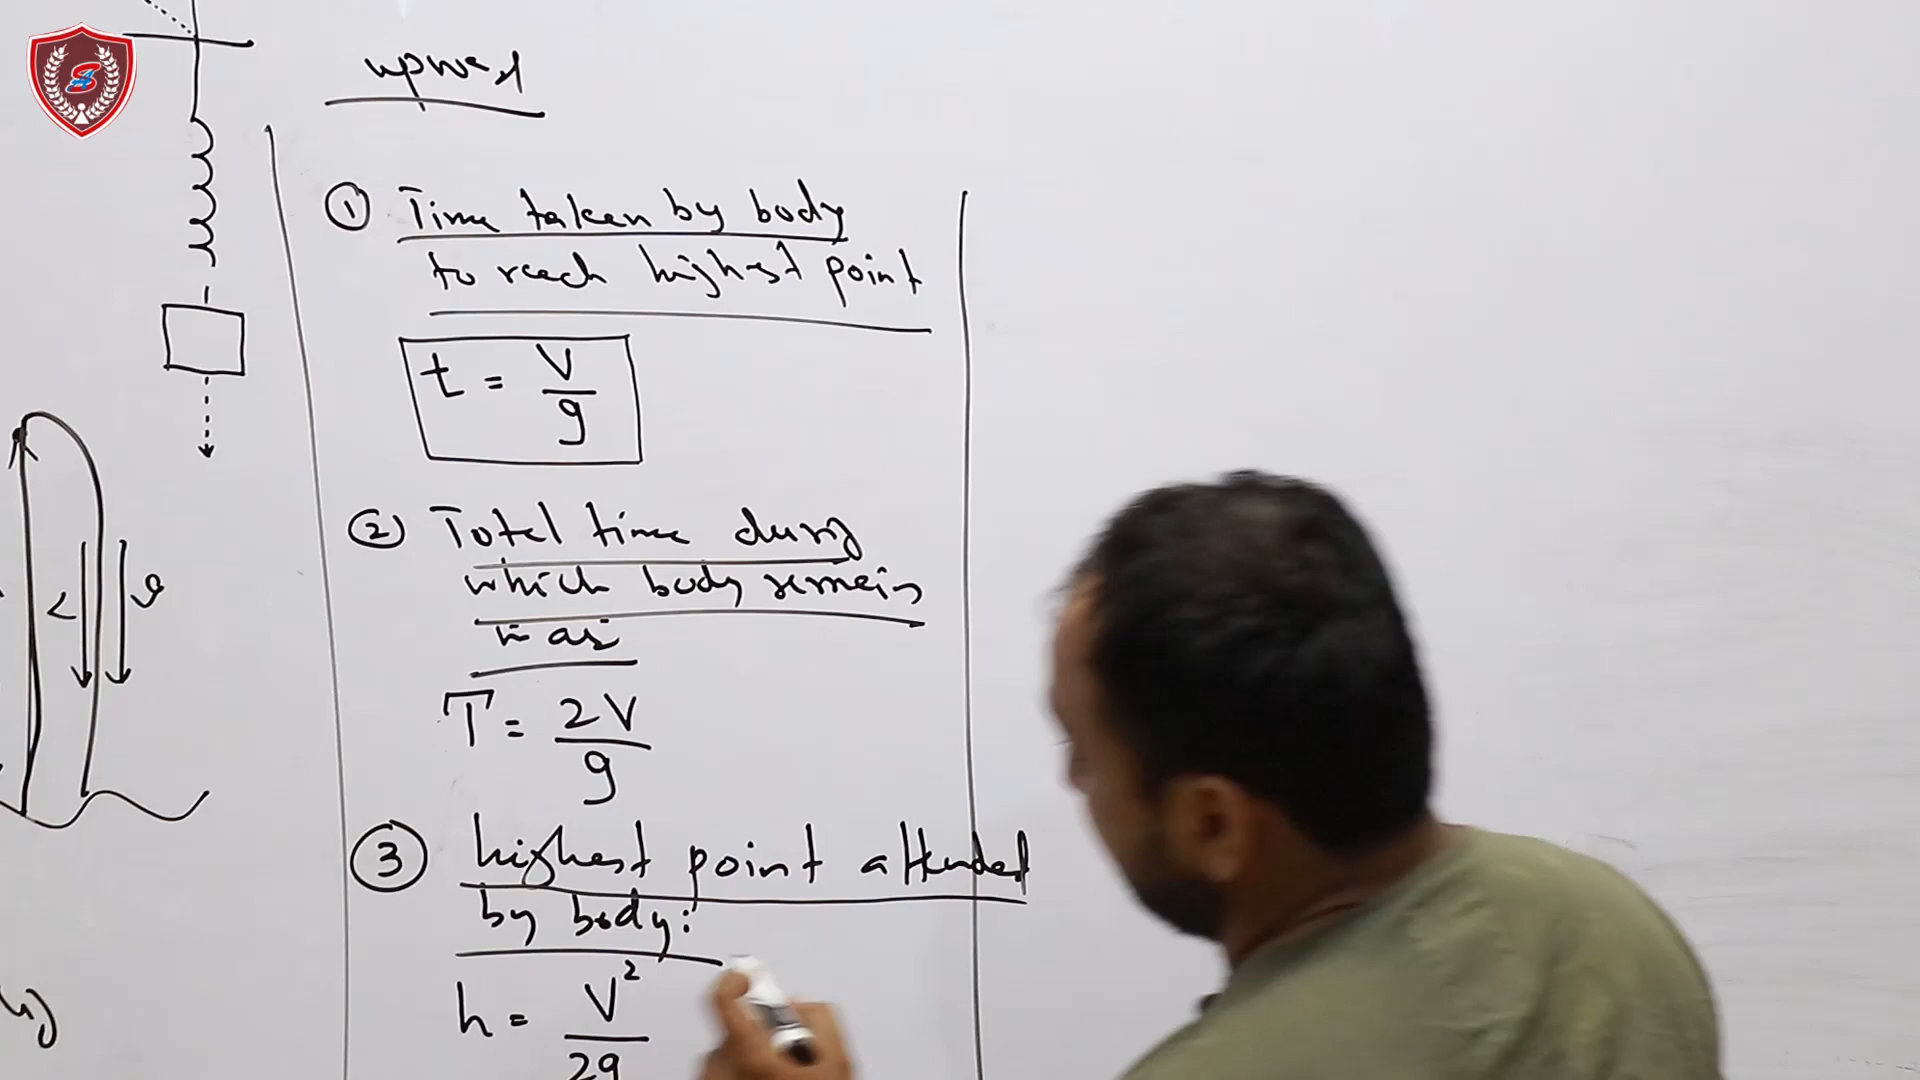 upward
① Time taken by body
to reach highest point
t = V/g
② Total time during
which body remain
in air
T = 2V/g
③ highest point attended
by body:
h = V²/2g
v